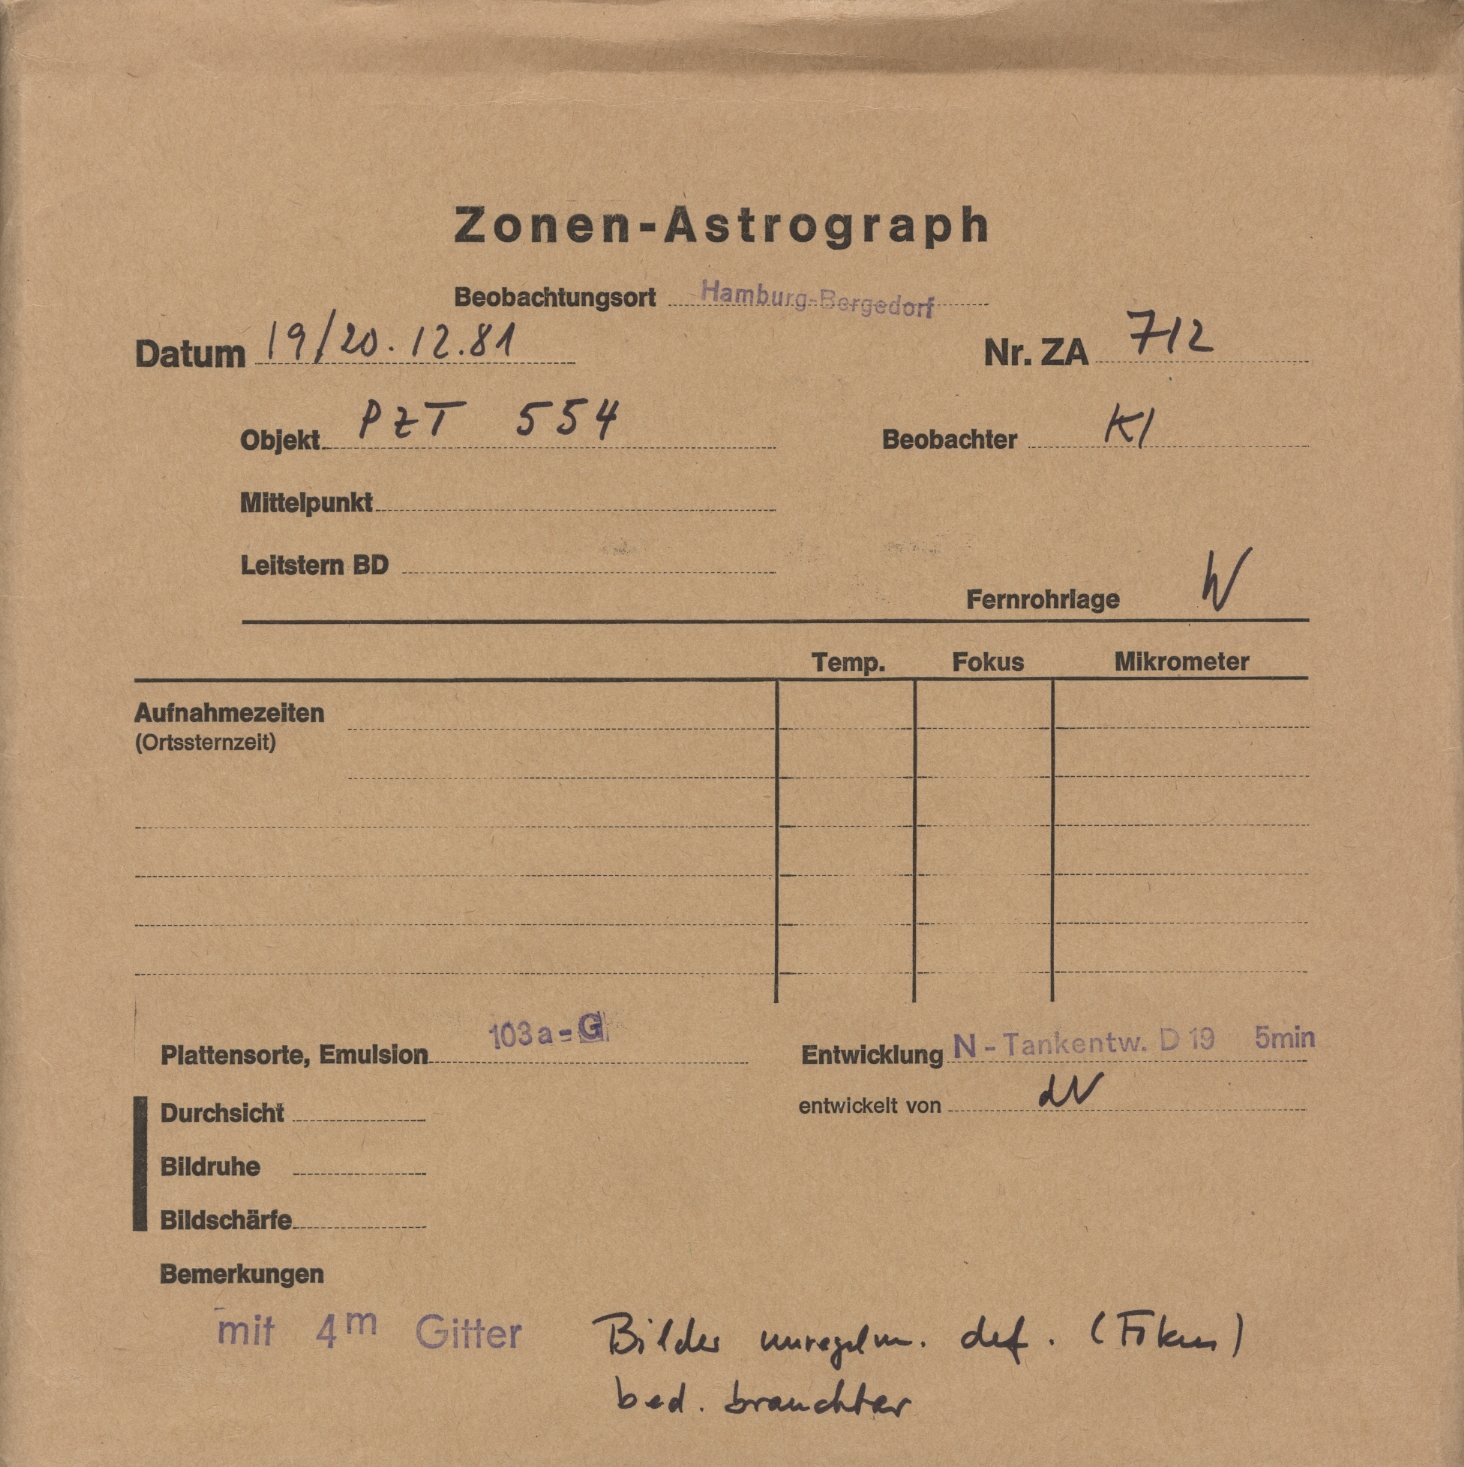 Zonen-Astrograph
Beobachtungsort Hamburg-Bergedorf
Datum 19/20.12.81 Nr. ZA 712
Objekt PZT 554 Beobachter Kl
Mittelpunkt
Leitstern BD
Fernrohrlage W
Temp. Fokus Mikrometer
Aufnahmezeiten
(Ortssternzeit)
Plattensorte, Emulsion 103a-G Entwicklung N-Tankentw. D 19 5min
entwickelt von dV
Durchsicht
Bildruhe
Bildschärfe
Bemerkungen
mit 4m Gitter Bilder unregelm. def. (Fokus)
bed. brauchbar